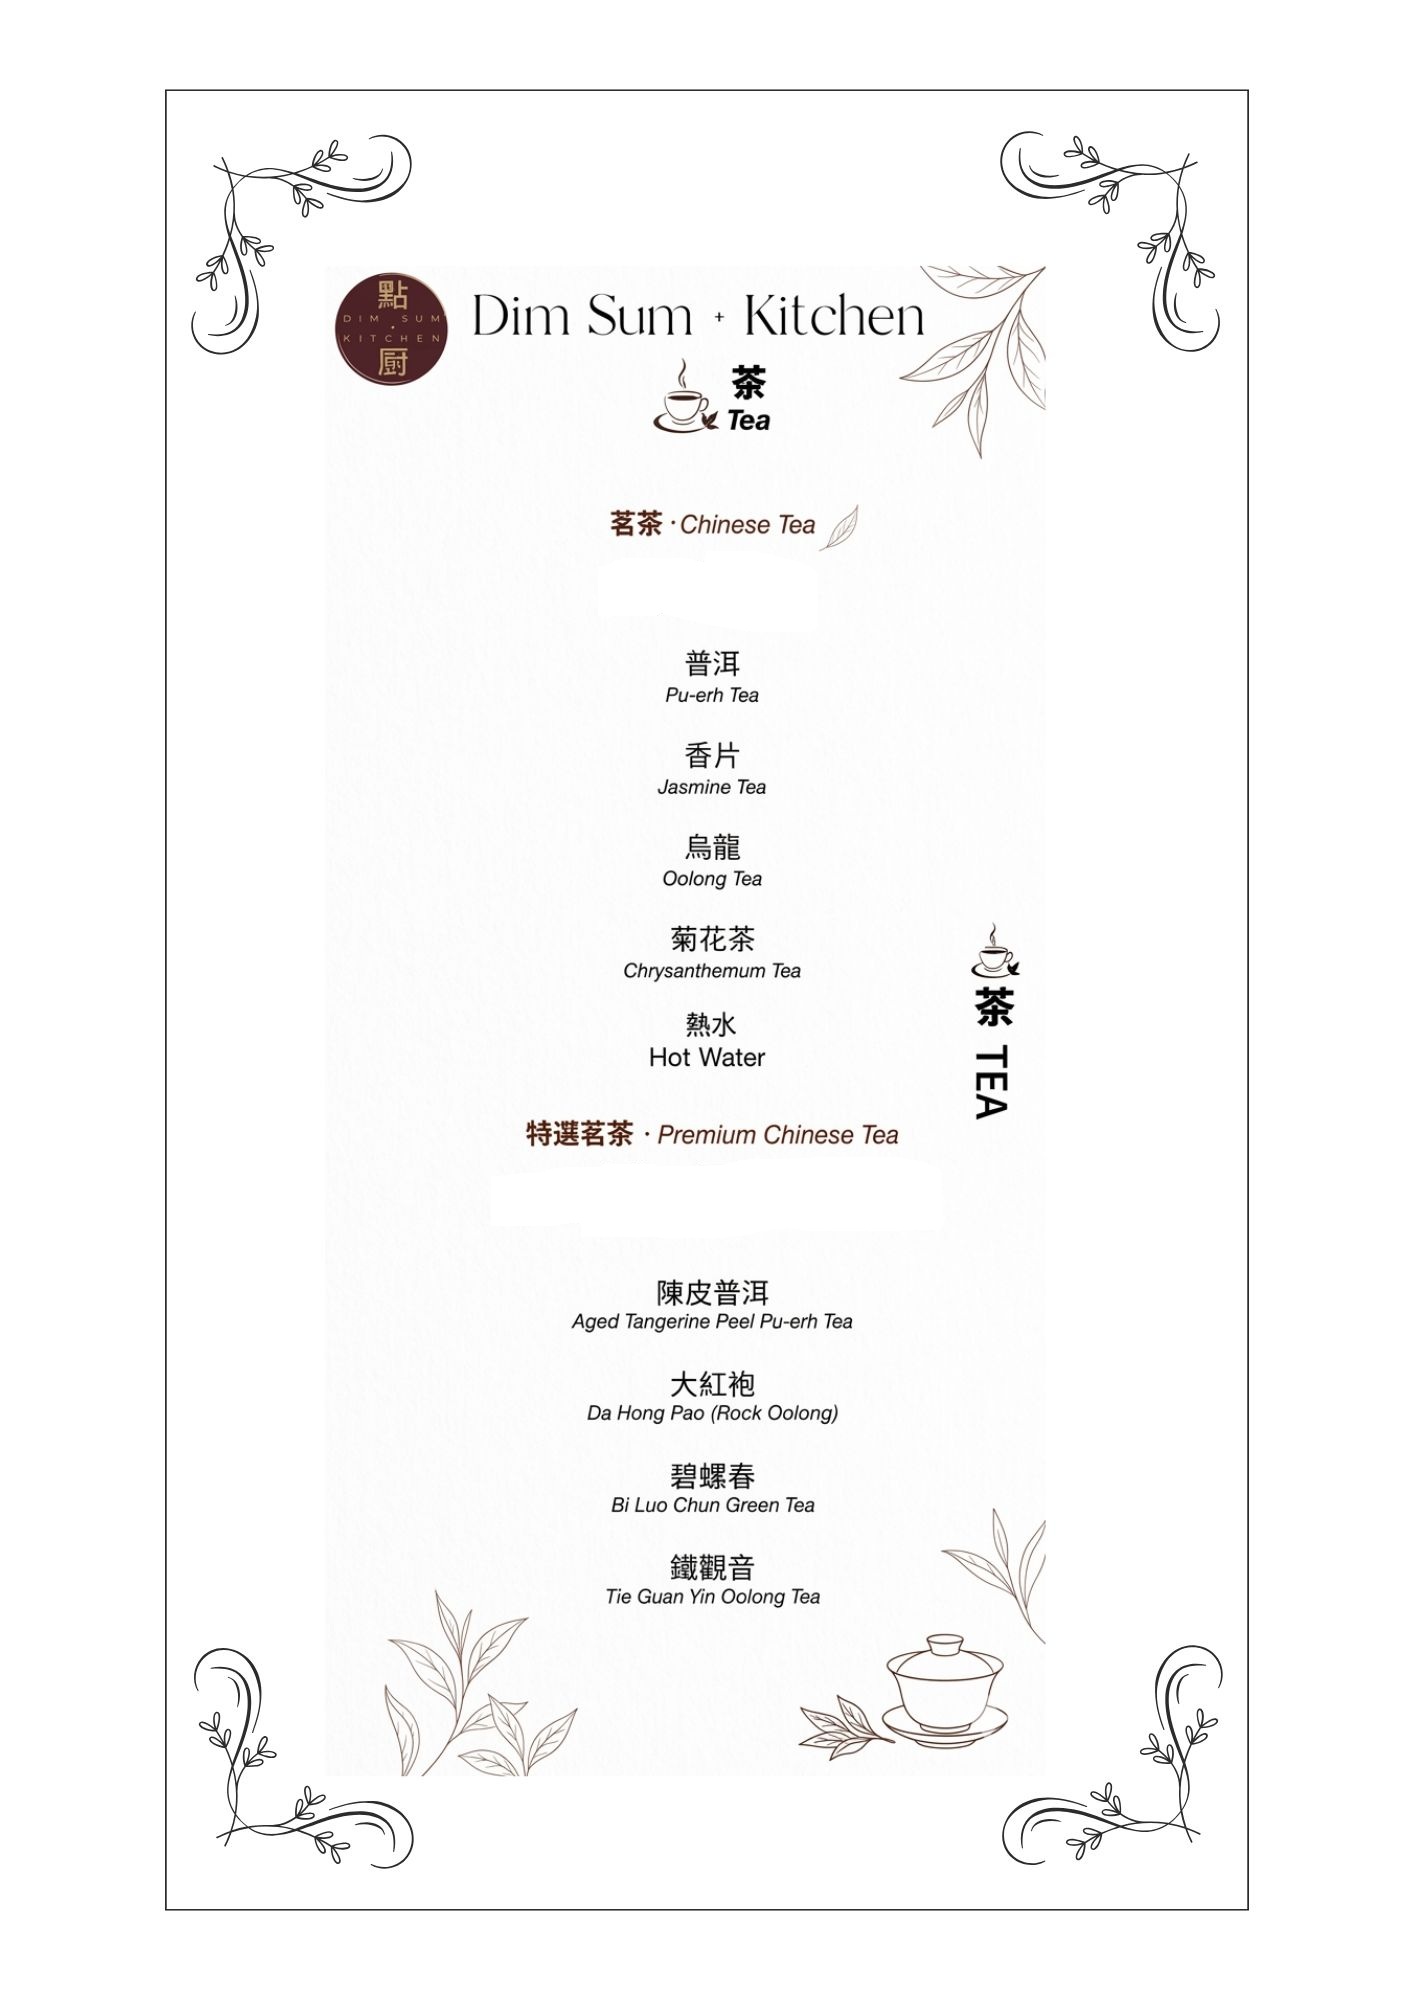 點
DIM SUM
·
KITCHEN
厨
Dim Sum + Kitchen
茶
Tea
茗茶 · Chinese Tea
普洱
Pu-erh Tea
香片
Jasmine Tea
烏龍
Oolong Tea
菊花茶
Chrysanthemum Tea
熱水
Hot Water
茶 TEA
特選茗茶 · Premium Chinese Tea
陳皮普洱
Aged Tangerine Peel Pu-erh Tea
大紅袍
Da Hong Pao (Rock Oolong)
碧螺春
Bi Luo Chun Green Tea
鐵觀音
Tie Guan Yin Oolong Tea